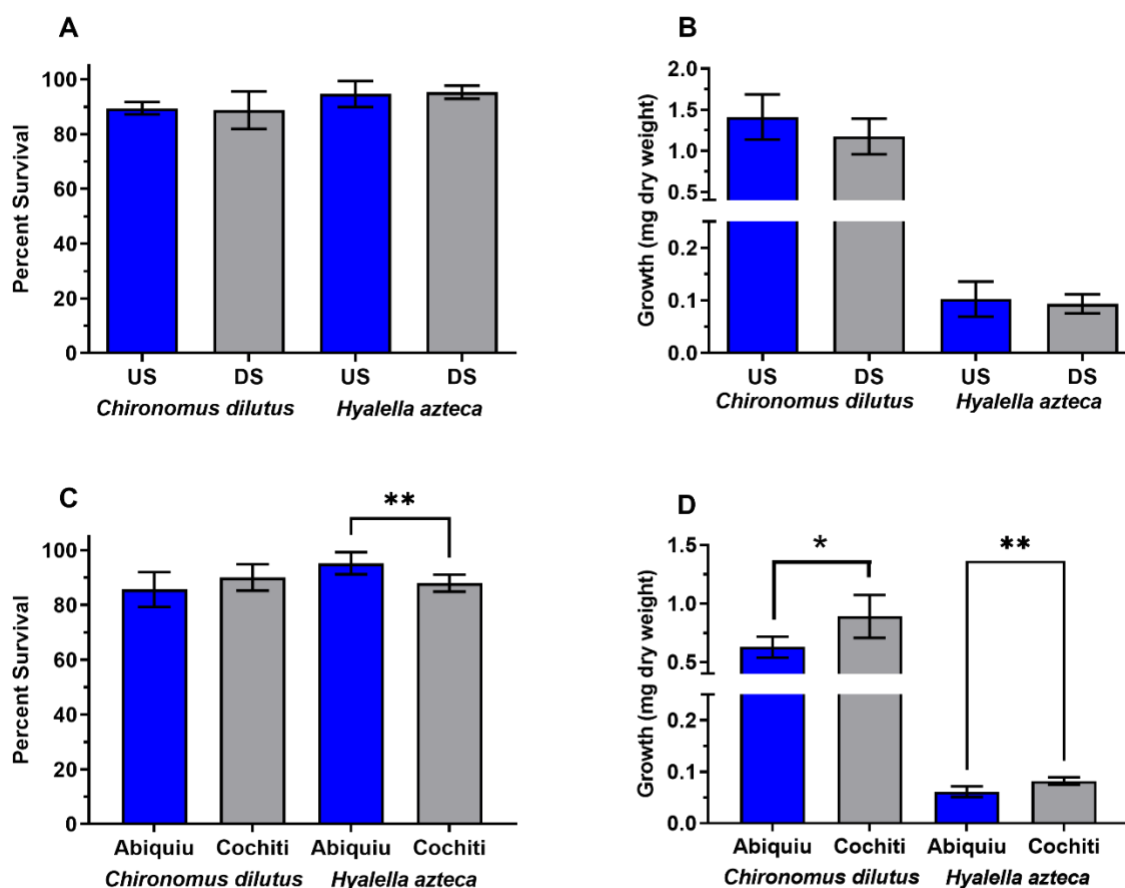 A
Percent Survival
100
80
60
40
20
0
US DS US DS
Chironomus dilutus Hyalella azteca
B
Growth (mg dry weight)
2.0
1.5
1.0
0.5
0.2
0.1
0.0
US DS US DS
Chironomus dilutus Hyalella azteca
C
**
Percent Survival
100
80
60
40
20
0
Abiquiu Cochiti Abiquiu Cochiti
Chironomus dilutus Hyalella azteca
D
* **
Growth (mg dry weight)
1.5
1.0
0.5
0.2
0.1
0.0
Abiquiu Cochiti Abiquiu Cochiti
Chironomus dilutus Hyalella azteca